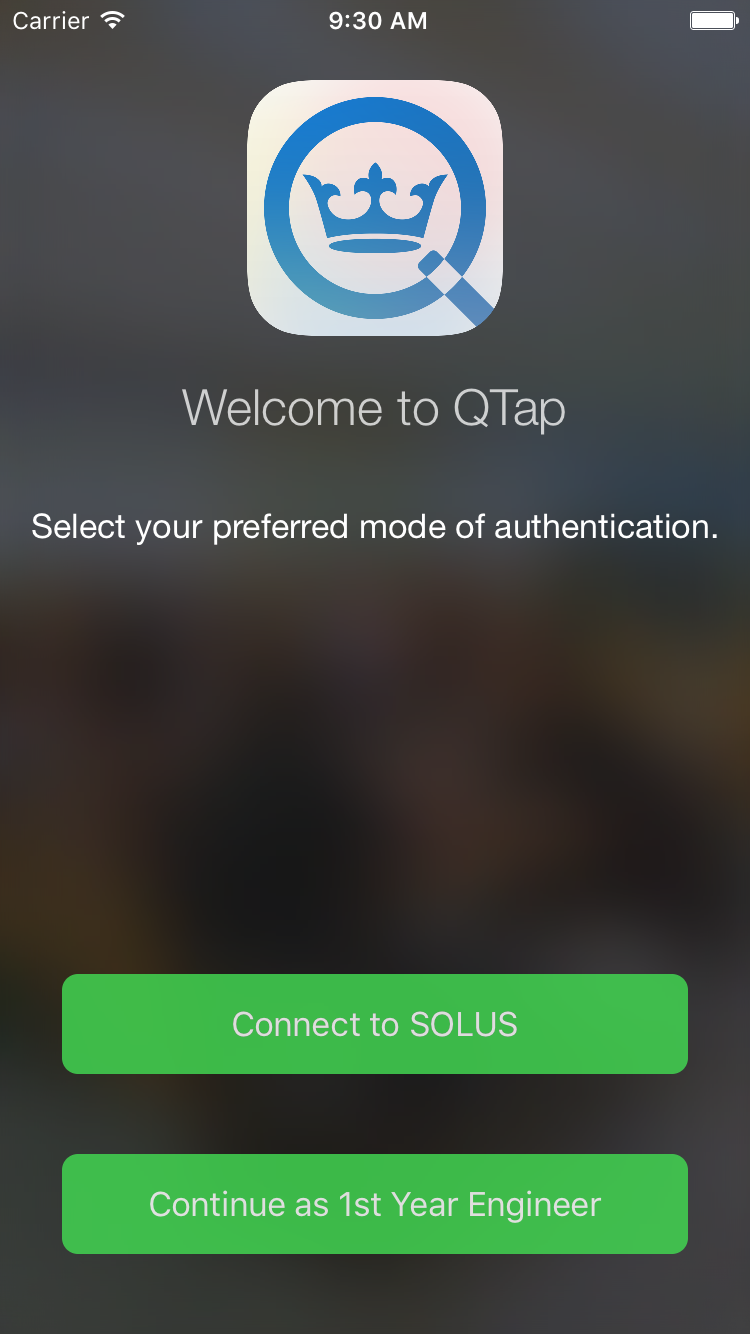 Carrier 9:30 AM
Welcome to QTap
Select your preferred mode of authentication.
Connect to SOLUS
Continue as 1st Year Engineer